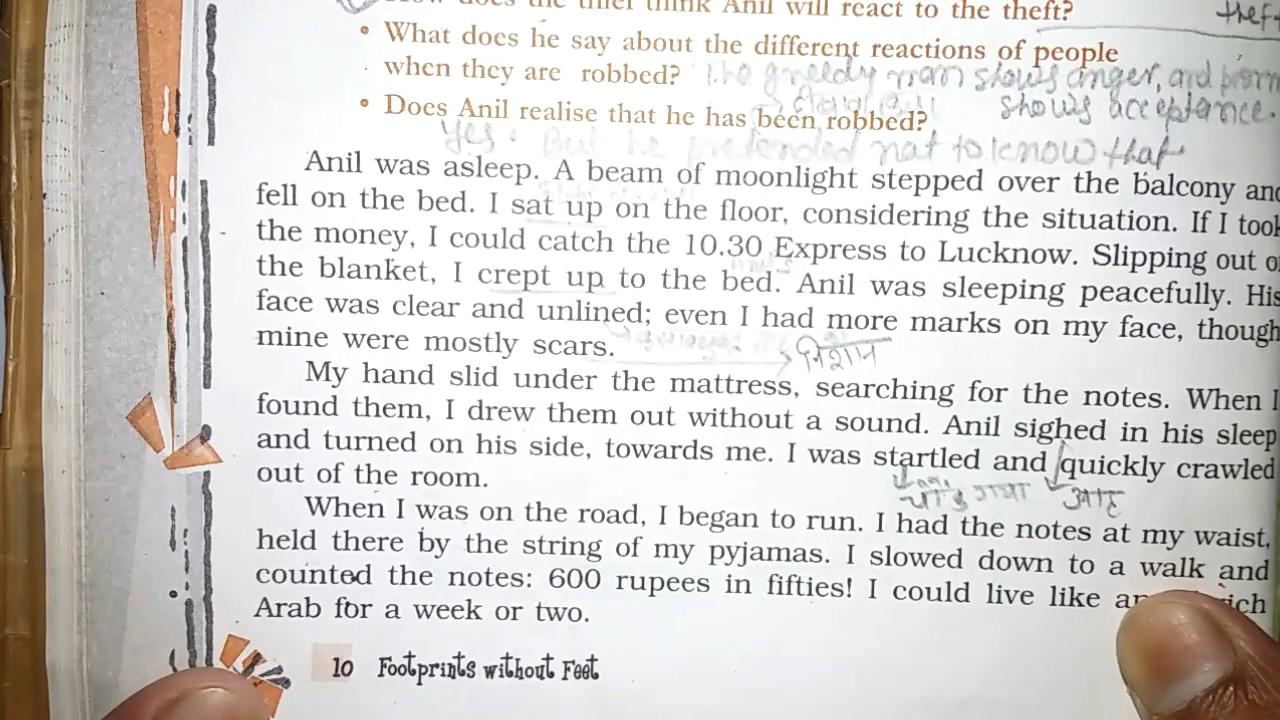 does the thief think Anil will react to the theft?
theft
• What does he say about the different reactions of people
when they are robbed? The greedy man shows anger, and
shows acceptance.
• Does Anil realise that he has been robbed?
Yes. But he pretended not to know that
Anil was asleep. A beam of moonlight stepped over the balcony and
fell on the bed. I sat up on the floor, considering the situation. If I took
the money, I could catch the 10.30 Express to Lucknow. Slipping out of
the blanket, I crept up to the bed. Anil was sleeping peacefully. His
face was clear and unlined; even I had more marks on my face, though
mine were mostly scars.
निशान
My hand slid under the mattress, searching for the notes. When I
found them, I drew them out without a sound. Anil sighed in his sleep
and turned on his side, towards me. I was startled and quickly crawled
out of the room.
गया आह
When I was on the road, I began to run. I had the notes at my waist,
held there by the string of my pyjamas. I slowed down to a walk and
counted the notes: 600 rupees in fifties! I could live like an
Arab for a week or two.
10 Footprints without Feet